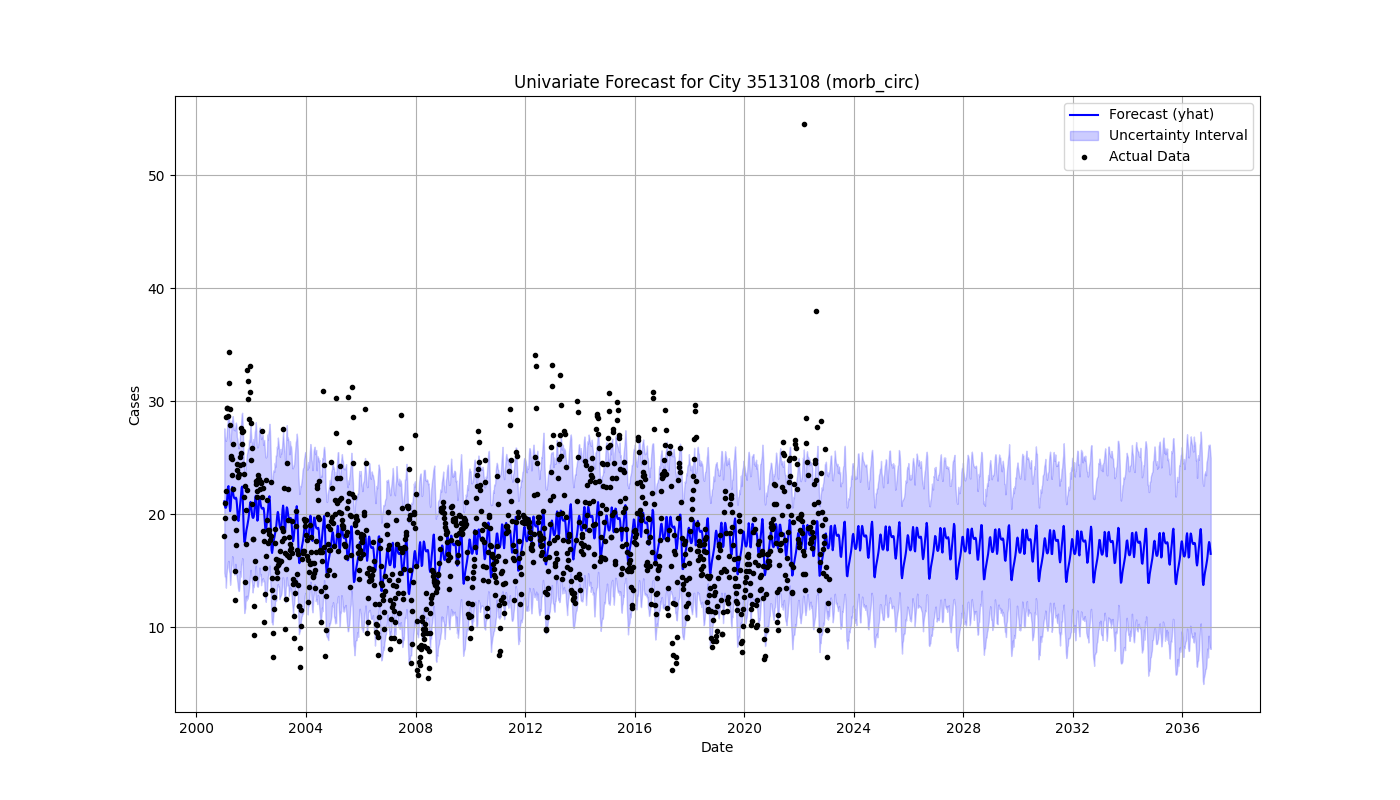 Univariate Forecast for City 3513108 (morb_circ)
Forecast (yhat)
Uncertainty Interval
Actual Data
50
40
30
20
10
Cases
2000 2004 2008 2012 2016 2020 2024 2028 2032 2036
Date